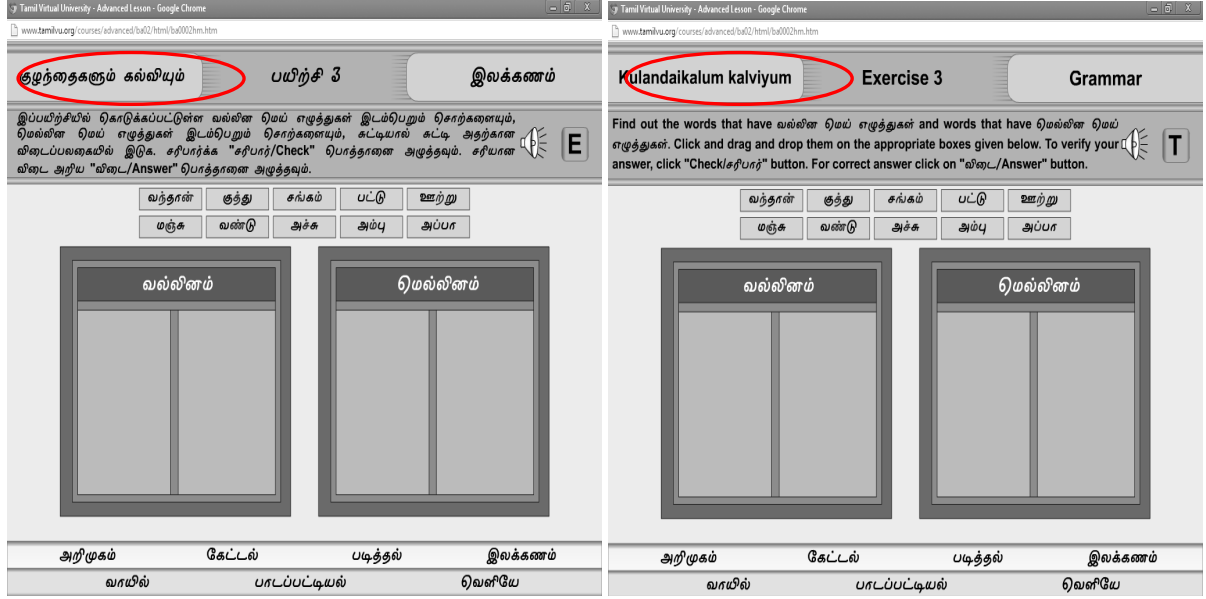 Tamil Virtual University - Advanced Lesson - Google Chrome
www.tamilvu.org/courses/advanced/ba02/html/ba0002hm.htm
குழந்தைகளும் கல்வியும் பயிற்சி 3 இலக்கணம்
இப்பயிற்சியில் கொடுக்கப்பட்டுள்ள வல்லின மெய் எழுத்துகள் இடம்பெறும் சொற்களையும்,
மெல்லின மெய் எழுத்துகள் இடம்பெறும் சொற்களையும், சுட்டியால் சுட்டி அதற்கான
விடைப்பலகையில் இடுக. சரிபார்க்க "சரிபார்/Check" பொத்தானை அழுத்தவும். சரியான
விடை அறிய "விடை/Answer" பொத்தானை அழுத்தவும்.
E
வந்தான் குத்து சங்கம் பட்டு ஊற்று
மஞ்சு வண்டு அச்சு அம்பு அப்பா
வல்லினம் மெல்லினம்
அறிமுகம் கேட்டல் படித்தல் இலக்கணம்
வாயில் பாடப்பட்டியல் வெளியே
Tamil Virtual University - Advanced Lesson - Google Chrome
www.tamilvu.org/courses/advanced/ba02/html/ba0002hm.htm
Kulandaikalum kalviyum Exercise 3 Grammar
Find out the words that have வல்லின மெய் எழுத்துகள் and words that have மெல்லின மெய்
எழுத்துகள். Click and drag and drop them on the appropriate boxes given below. To verify your
answer, click "Check/சரிபார்" button. For correct answer click on "விடை/Answer" button.
T
வந்தான் குத்து சங்கம் பட்டு ஊற்று
மஞ்சு வண்டு அச்சு அம்பு அப்பா
வல்லினம் மெல்லினம்
அறிமுகம் கேட்டல் படித்தல் இலக்கணம்
வாயில் பாடப்பட்டியல் வெளியே